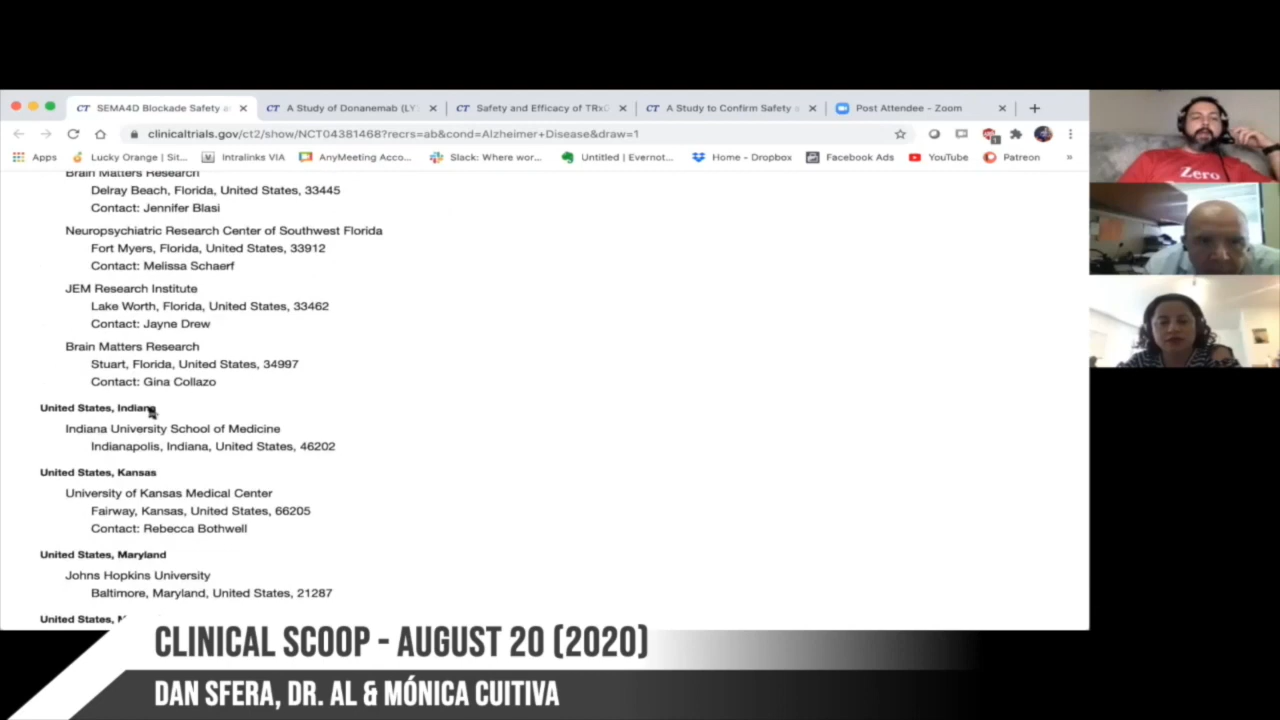 SEMA4D Blockade Safety a
A Study of Donanemab (LY
Safety and Efficacy of TRx0
A Study to Confirm Safety
Post Attendee - Zoom
clinicaltrials.gov/ct2/show/NCT04381468?recrs=ab&cond=Alzheimer+Disease&draw=1
Apps
Lucky Orange | Sit...
Intralinks VIA
AnyMeeting Acco...
Slack: Where wor...
Untitled | Evernot...
Home - Dropbox
Facebook Ads
YouTube
Patreon
»
Brain Matters Research
Delray Beach, Florida, United States, 33445
Contact: Jennifer Blasi
Neuropsychiatric Research Center of Southwest Florida
Fort Myers, Florida, United States, 33912
Contact: Melissa Schaerf
JEM Research Institute
Lake Worth, Florida, United States, 33462
Contact: Jayne Drew
Brain Matters Research
Stuart, Florida, United States, 34997
Contact: Gina Collazo
United States, Indiana
Indiana University School of Medicine
Indianapolis, Indiana, United States, 46202
United States, Kansas
University of Kansas Medical Center
Fairway, Kansas, United States, 66205
Contact: Rebecca Bothwell
United States, Maryland
Johns Hopkins University
Baltimore, Maryland, United States, 21287
United States,
Zero
CLINICAL SCOOP - AUGUST 20 (2020)
DAN SFERA, DR. AL & MÓNICA CUITIVA